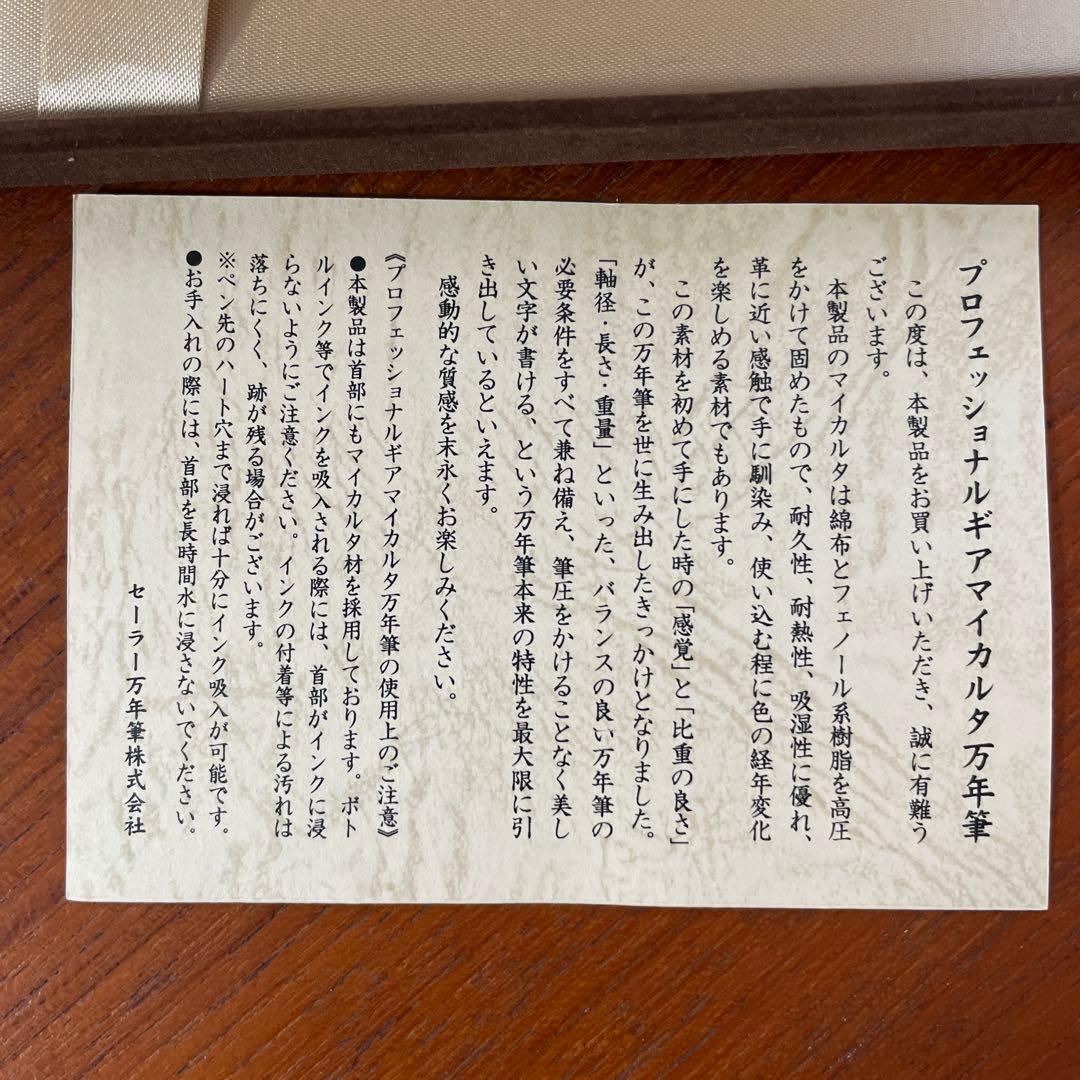 プロフェッショナルギアマイカルタ万年筆
この度は、本製品をお買い上げいただき、誠に有難う
ございます。
本製品のマイカルタは綿布とフェノール系樹脂を高圧
をかけて固めたもので、耐久性、耐熱性、吸湿性に優れ、
革に近い感触で手に馴染み、使い込む程に色の経年変化
を楽しめる素材でもあります。
この素材を初めて手にした時の「感覚」と「比重の良さ」
が、この万年筆を世に生み出したきっかけとなりました。
「軸径・長さ・重量」といった、バランスの良い万年筆の
必要条件をすべて兼ね備え、筆圧をかけることなく美し
い文字が書ける、という万年筆本来の特性を最大限に引
き出しているといえます。
感動的な質感を末永くお楽しみください。
《プロフェッショナルギアマイカルタ万年筆の使用上のご注意》
●本製品は首部にもマイカルタ材を採用しております。ボト
ルインク等でインクを吸入される際には、首部がインクに浸
らないようにご注意ください。インクの付着等による汚れは
落ちにくく、跡が残る場合がございます。
※ペン先のハート穴まで浸れば十分にインク吸入が可能です。
●お手入れの際には、首部を長時間水に浸さないでください。
セーラー万年筆株式会社